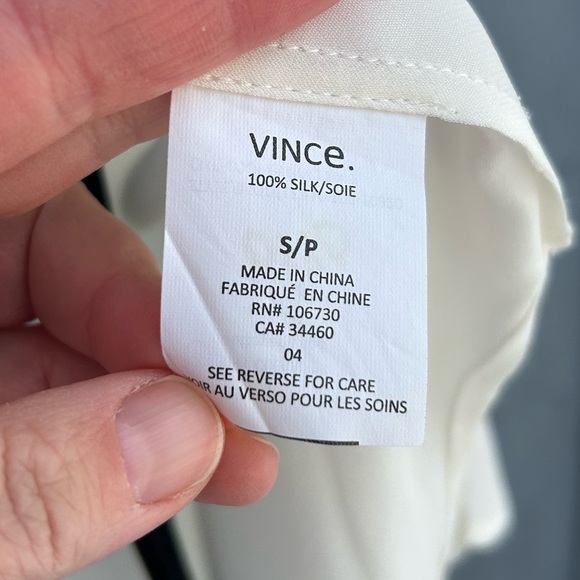 VINCe.
100% SILK/SOIE
S/P
MADE IN CHINA
FABRIQUÉ EN CHINE
RN# 106730
CA# 34460
04
SEE REVERSE FOR CARE
AU VERSO POUR LES SOINS